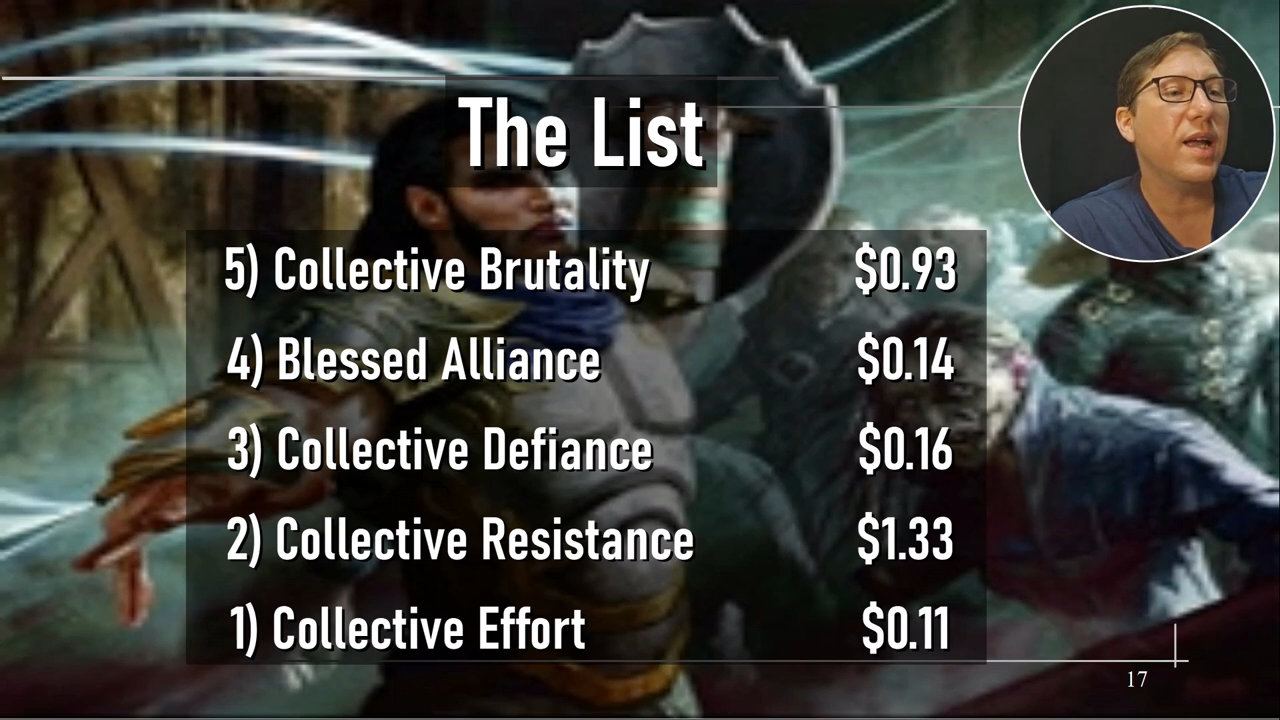 The List
5) Collective Brutality $0.93
4) Blessed Alliance $0.14
3) Collective Defiance $0.16
2) Collective Resistance $1.33
1) Collective Effort $0.11
17